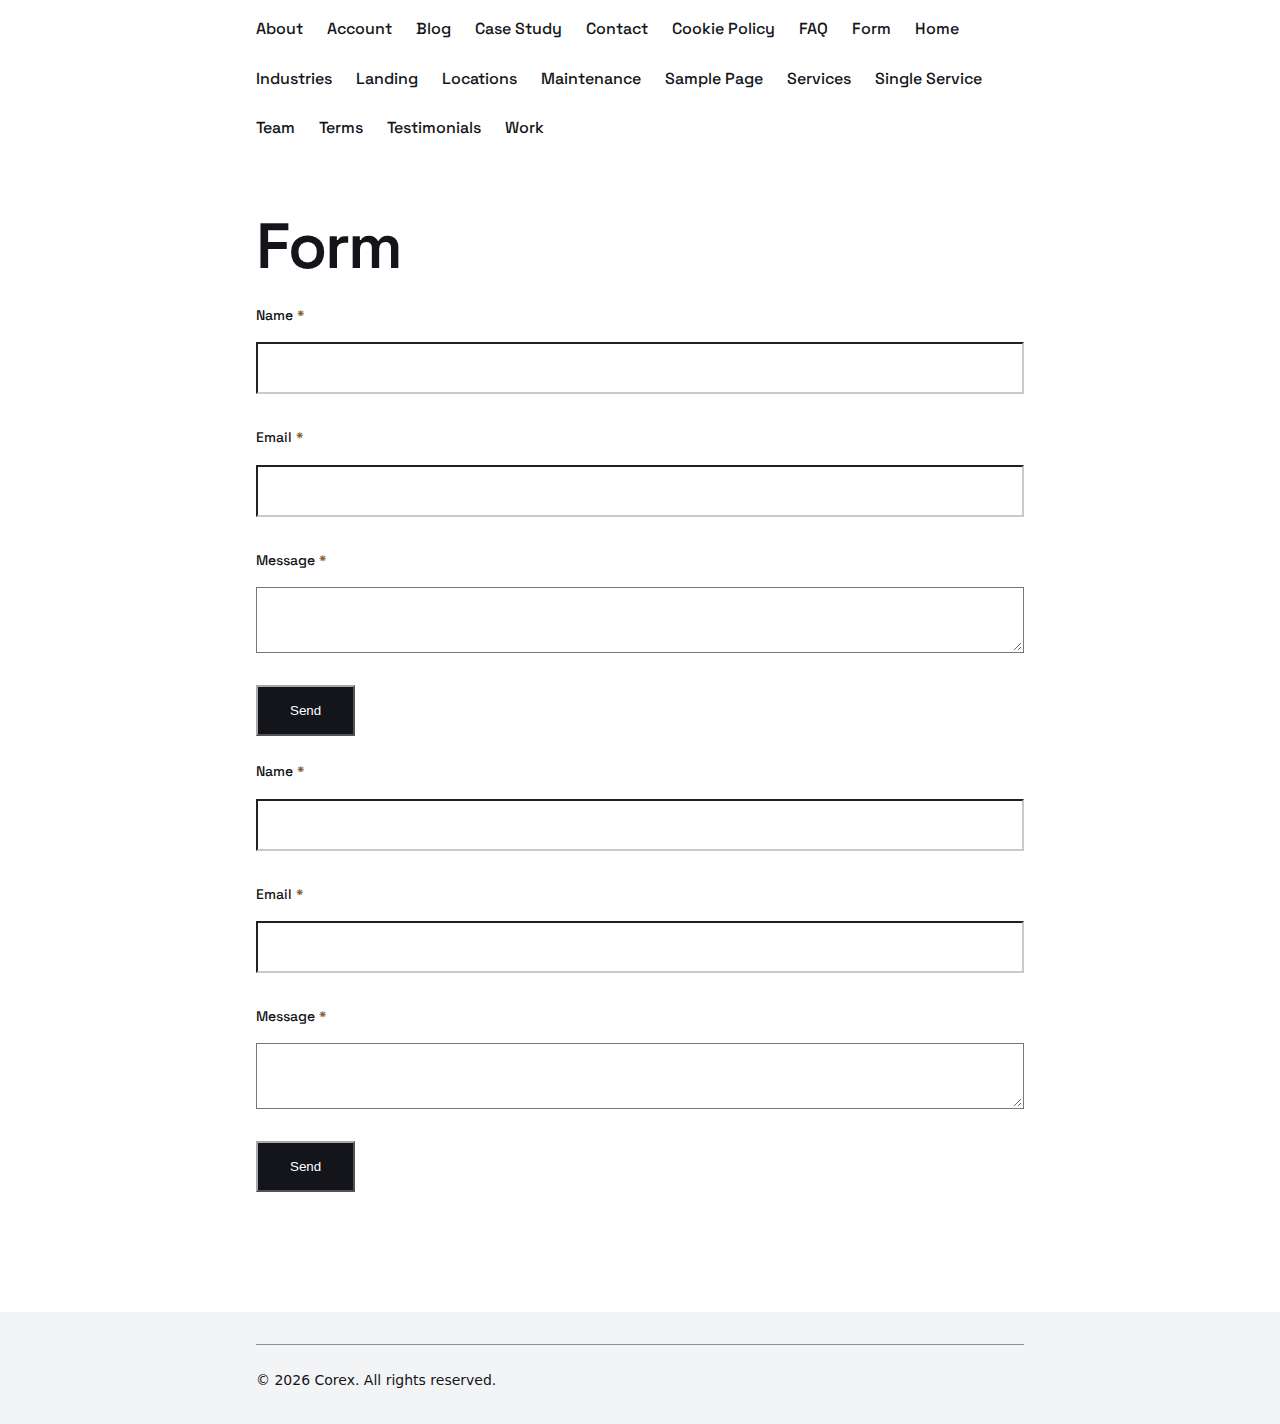 About Account Blog Case Study Contact Cookie Policy FAQ Form Home
Industries Landing Locations Maintenance Sample Page Services Single Service
Team Terms Testimonials Work
Form
Name *
Email *
Message *
Send
Name *
Email *
Message *
Send
© 2026 Corex. All rights reserved.